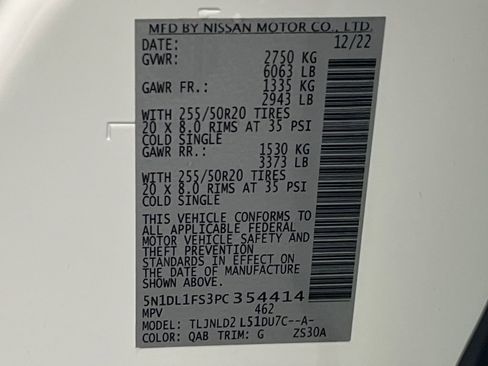 MFD BY NISSAN MOTOR CO., LTD.
DATE: 12/22
GVWR: 2750 KG
6063 LB
GAWR FR.: 1335 KG
2943 LB
WITH 255/50R20 TIRES
20 X 8.0 RIMS AT 35 PSI
COLD SINGLE
GAWR RR.: 1530 KG
3373 LB
WITH 255/50R20 TIRES
20 X 8.0 RIMS AT 35 PSI
COLD SINGLE
THIS VEHICLE CONFORMS TO
ALL APPLICABLE FEDERAL
MOTOR VEHICLE SAFETY AND
THEFT PREVENTION
STANDARDS IN EFFECT ON
THE DATE OF MANUFACTURE
ABOVE.
5N1DL1FS3PC354414
MPV 462
MODEL: TLJNLD2 L51DU7C--A-
COLOR: QAB TRIM: G ZS30A